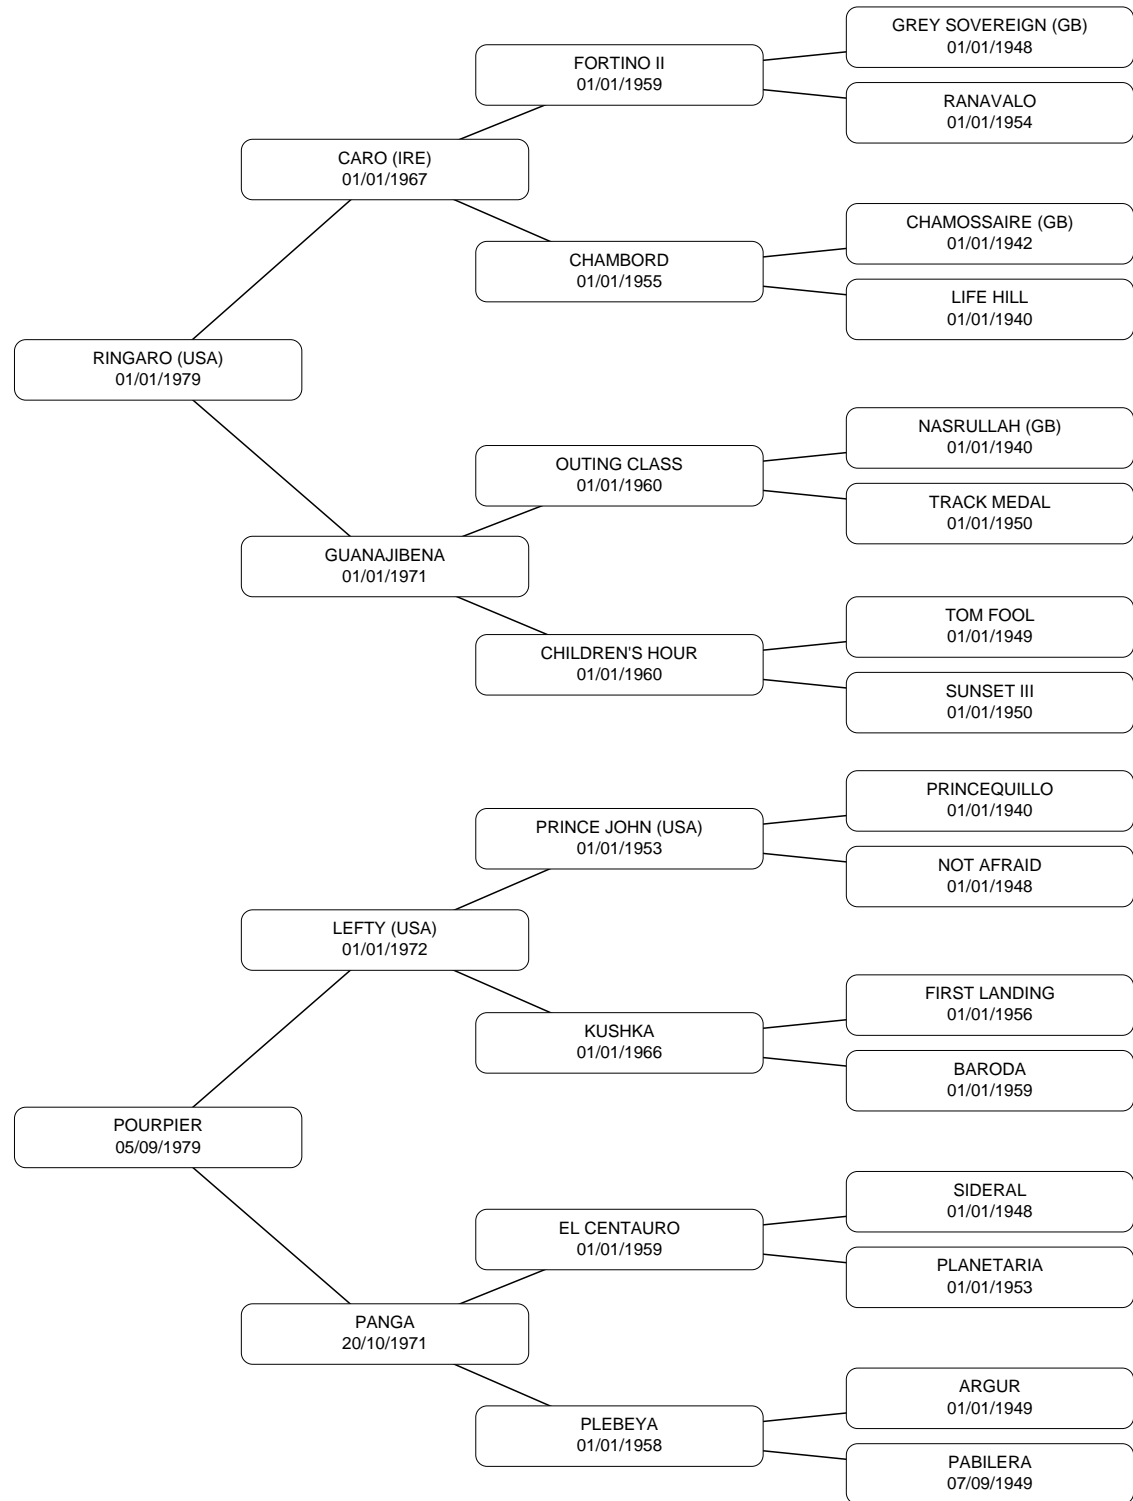 GREY SOVEREIGN (GB)
01/01/1948
FORTINO II
01/01/1959
RANAVALO
01/01/1954
CARO (IRE)
01/01/1967
CHAMOSSAIRE (GB)
01/01/1942
CHAMBORD
01/01/1955
LIFE HILL
01/01/1940
RINGARO (USA)
01/01/1979
NASRULLAH (GB)
01/01/1940
OUTING CLASS
01/01/1960
TRACK MEDAL
01/01/1950
GUANAJIBENA
01/01/1971
TOM FOOL
01/01/1949
CHILDREN'S HOUR
01/01/1960
SUNSET III
01/01/1950
PRINCEQUILLO
01/01/1940
PRINCE JOHN (USA)
01/01/1953
NOT AFRAID
01/01/1948
LEFTY (USA)
01/01/1972
FIRST LANDING
01/01/1956
KUSHKA
01/01/1966
BARODA
01/01/1959
POURPIER
05/09/1979
SIDERAL
01/01/1948
EL CENTAURO
01/01/1959
PLANETARIA
01/01/1953
PANGA
20/10/1971
ARGUR
01/01/1949
PLEBEYA
01/01/1958
PABILERA
07/09/1949